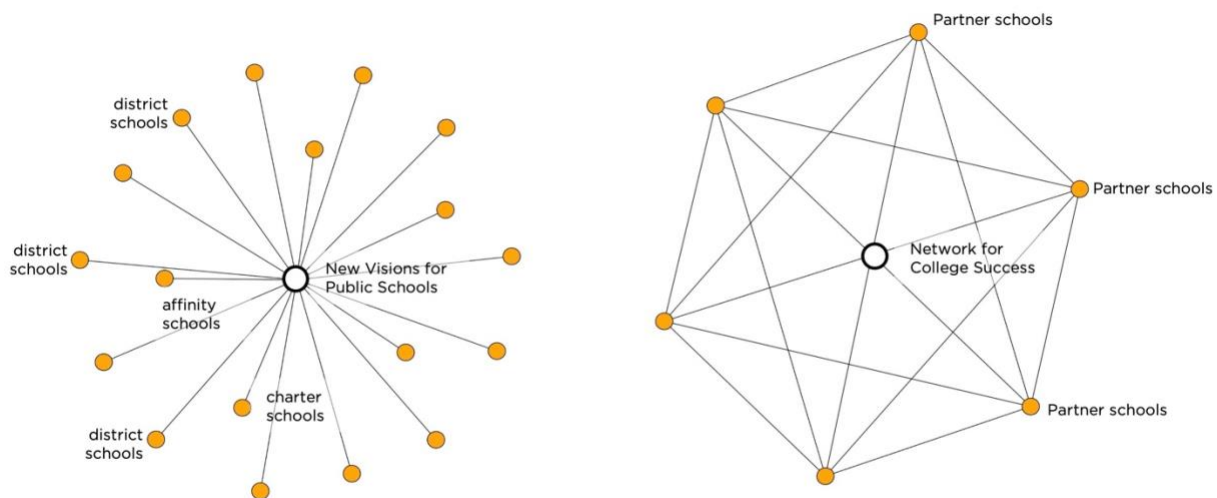 district
schools
district
schools
affinity
schools
district
schools
charter
schools
New Visions for
Public Schools
Partner schools
Partner schools
Network for
College Success
Partner schools